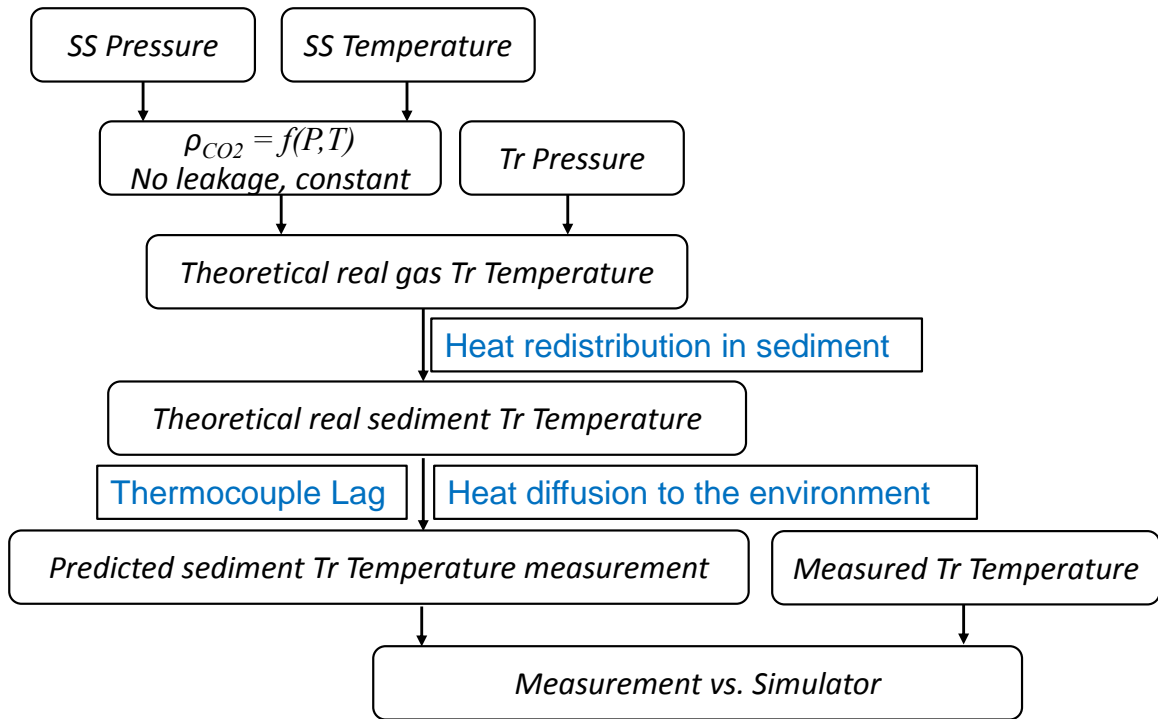 SS Pressure
SS Temperature
ρCO2 = f(P,T)
No leakage, constant
Tr Pressure
Theoretical real gas Tr Temperature
Heat redistribution in sediment
Theoretical real sediment Tr Temperature
Thermocouple Lag
Heat diffusion to the environment
Predicted sediment Tr Temperature measurement
Measured Tr Temperature
Measurement vs. Simulator